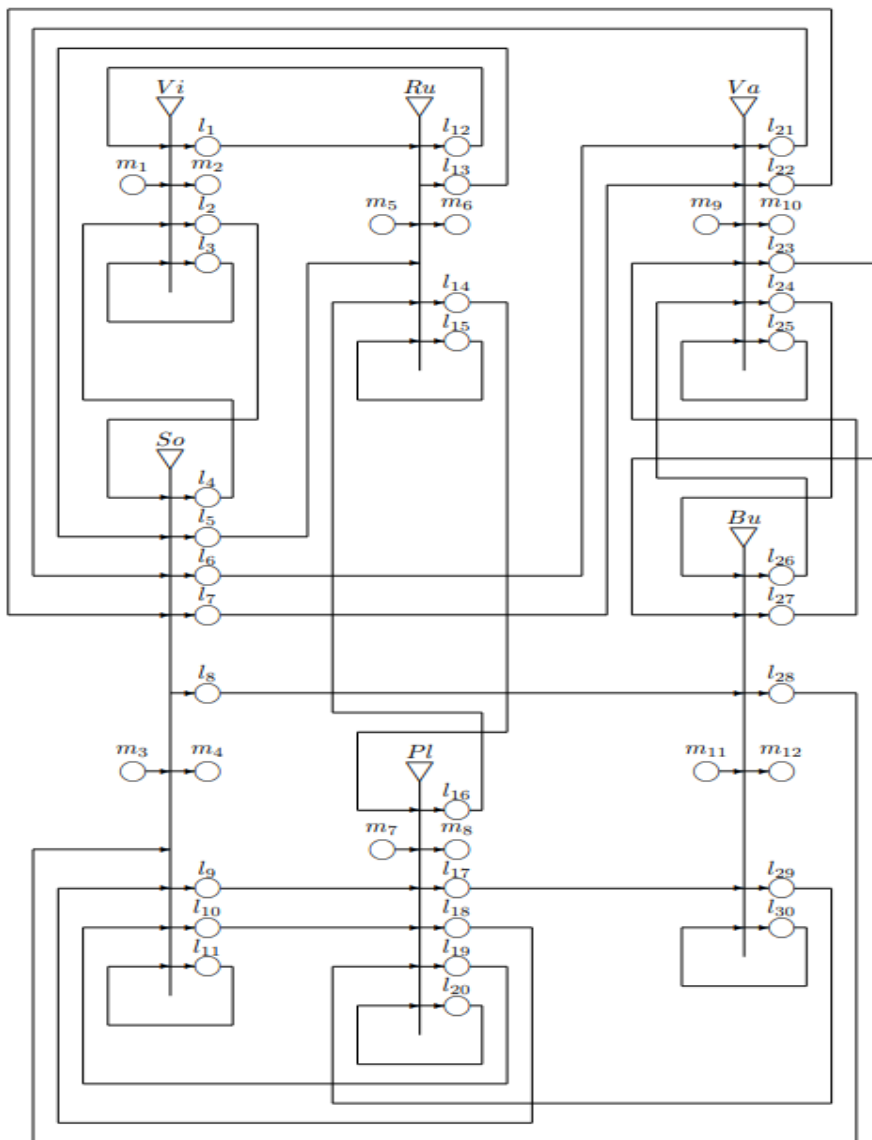 Vi Ru Va
l₁ l₁₂ l₂₁
m₁ m₂ l₁₃ l₂₂
l₂ m₅ m₆ m₉ m₁₀
l₃ l₂₃
l₁₄ l₂₄
l₁₅ l₂₅
So
l₄
l₅ Bu
l₆ l₂₆
l₇ l₂₇
l₈ l₂₈
m₃ m₄ Pl m₁₁ m₁₂
l₁₆
m₇ m₈
l₉ l₁₇ l₂₉
l₁₀ l₁₈ l₃₀
l₁₁ l₁₉
l₂₀